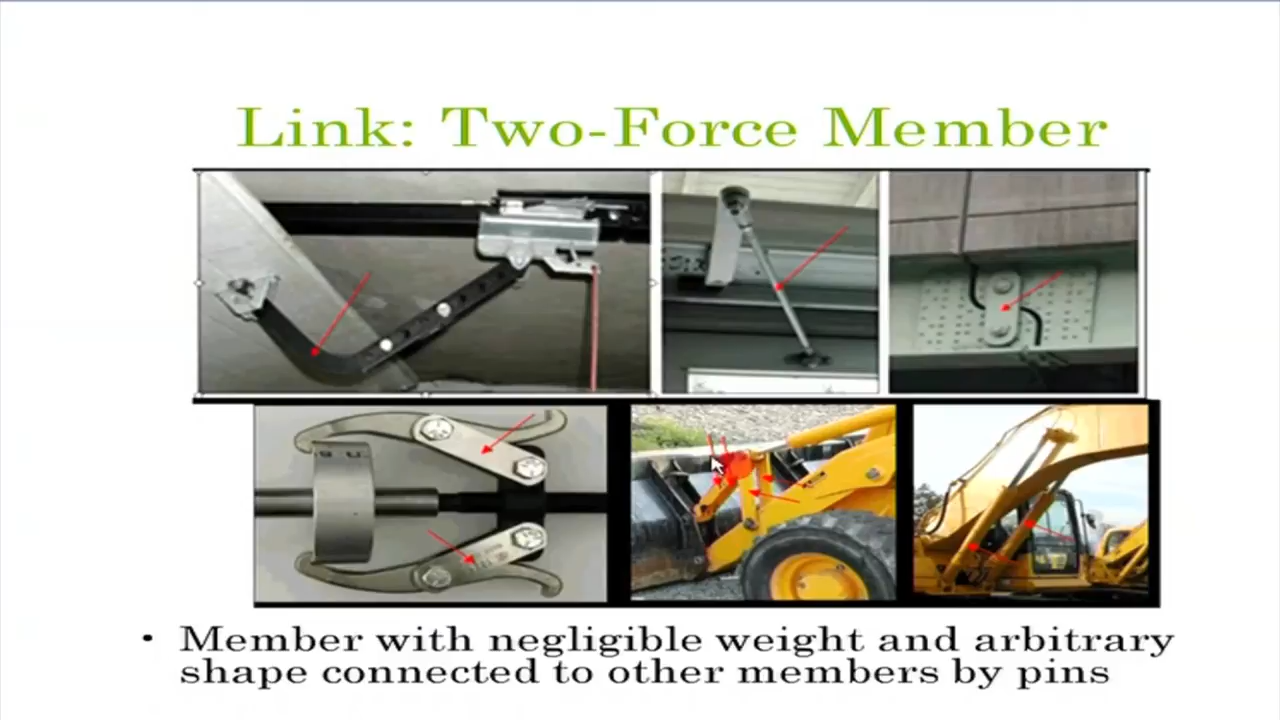 Link: Two-Force Member
• Member with negligible weight and arbitrary
shape connected to other members by pins